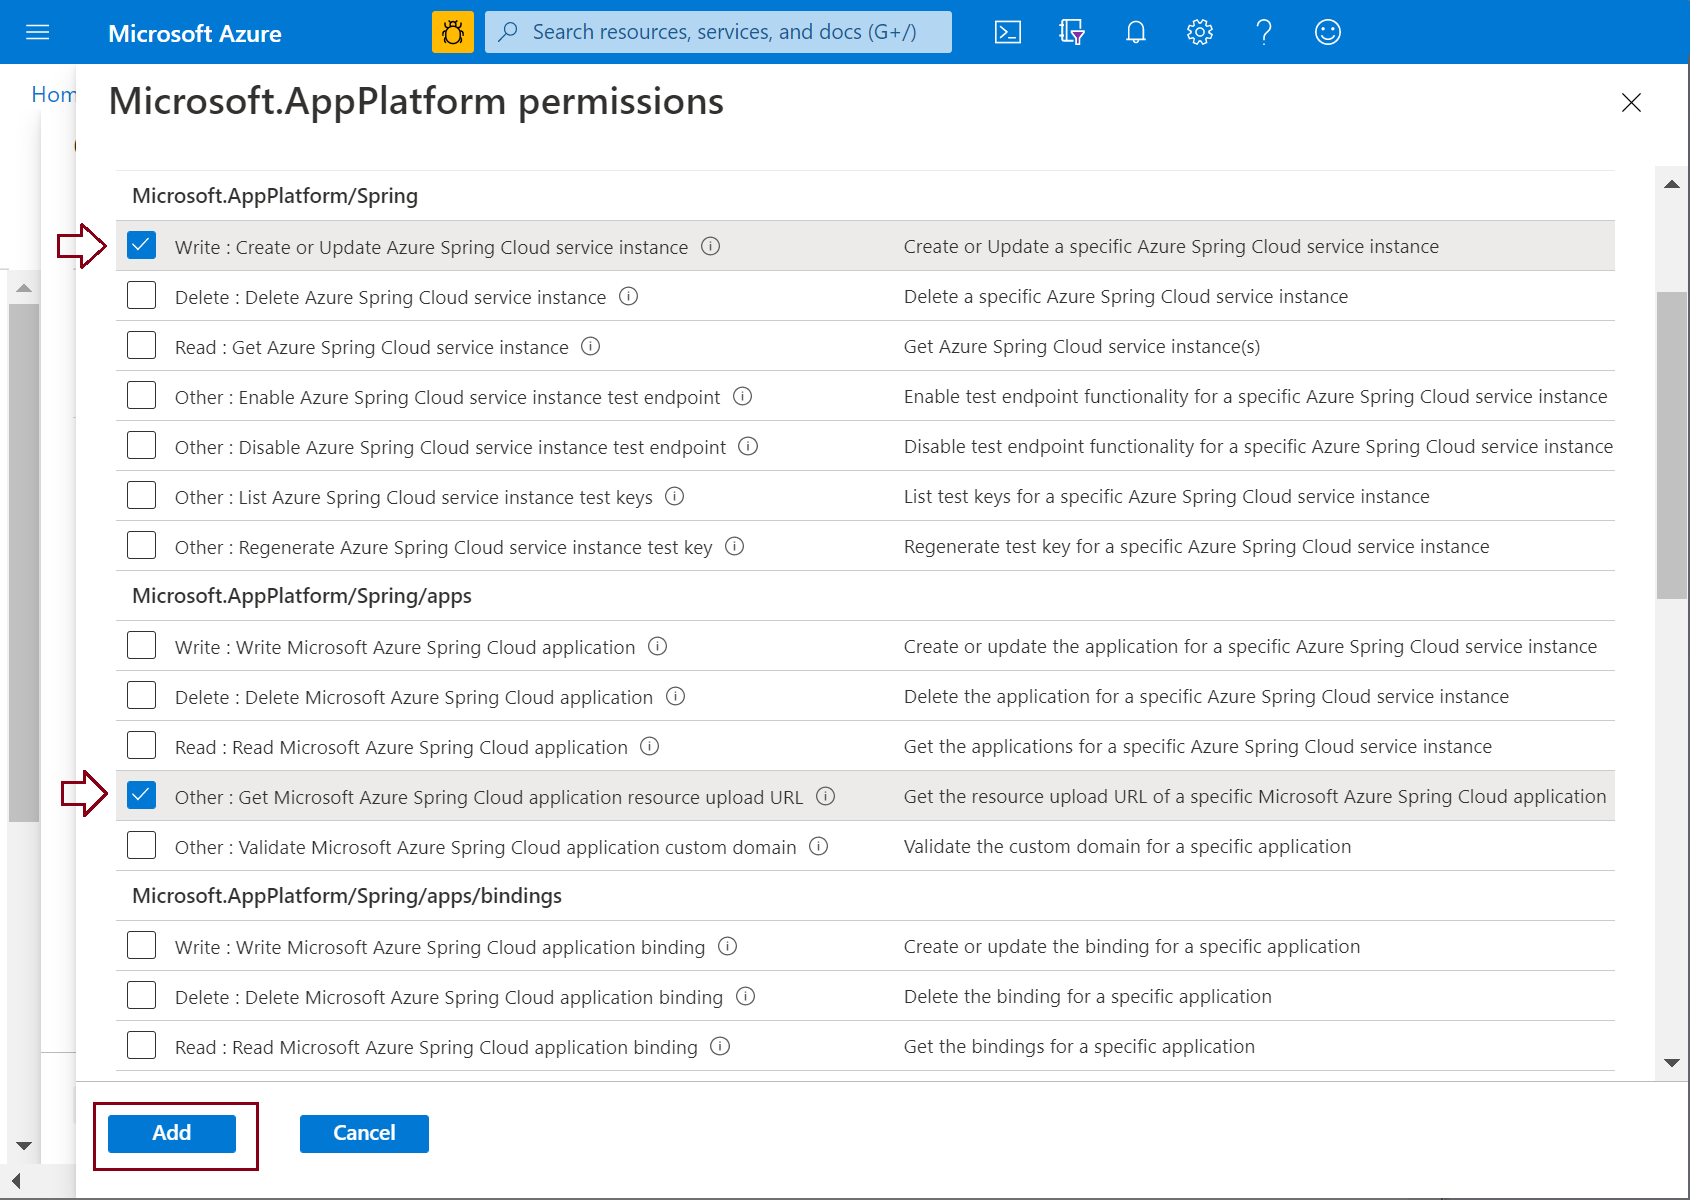 Microsoft Azure
Search resources, services, and docs (G+/)
Hom
Microsoft.AppPlatform permissions
Microsoft.AppPlatform/Spring
Write : Create or Update Azure Spring Cloud service instance Create or Update a specific Azure Spring Cloud service instance
Delete : Delete Azure Spring Cloud service instance Delete a specific Azure Spring Cloud service instance
Read : Get Azure Spring Cloud service instance Get Azure Spring Cloud service instance(s)
Other : Enable Azure Spring Cloud service instance test endpoint Enable test endpoint functionality for a specific Azure Spring Cloud service instance
Other : Disable Azure Spring Cloud service instance test endpoint Disable test endpoint functionality for a specific Azure Spring Cloud service instance
Other : List Azure Spring Cloud service instance test keys List test keys for a specific Azure Spring Cloud service instance
Other : Regenerate Azure Spring Cloud service instance test key Regenerate test key for a specific Azure Spring Cloud service instance
Microsoft.AppPlatform/Spring/apps
Write : Write Microsoft Azure Spring Cloud application Create or update the application for a specific Azure Spring Cloud service instance
Delete : Delete Microsoft Azure Spring Cloud application Delete the application for a specific Azure Spring Cloud service instance
Read : Read Microsoft Azure Spring Cloud application Get the applications for a specific Azure Spring Cloud service instance
Other : Get Microsoft Azure Spring Cloud application resource upload URL Get the resource upload URL of a specific Microsoft Azure Spring Cloud application
Other : Validate Microsoft Azure Spring Cloud application custom domain Validate the custom domain for a specific application
Microsoft.AppPlatform/Spring/apps/bindings
Write : Write Microsoft Azure Spring Cloud application binding Create or update the binding for a specific application
Delete : Delete Microsoft Azure Spring Cloud application binding Delete the binding for a specific application
Read : Read Microsoft Azure Spring Cloud application binding Get the bindings for a specific application
Add Cancel